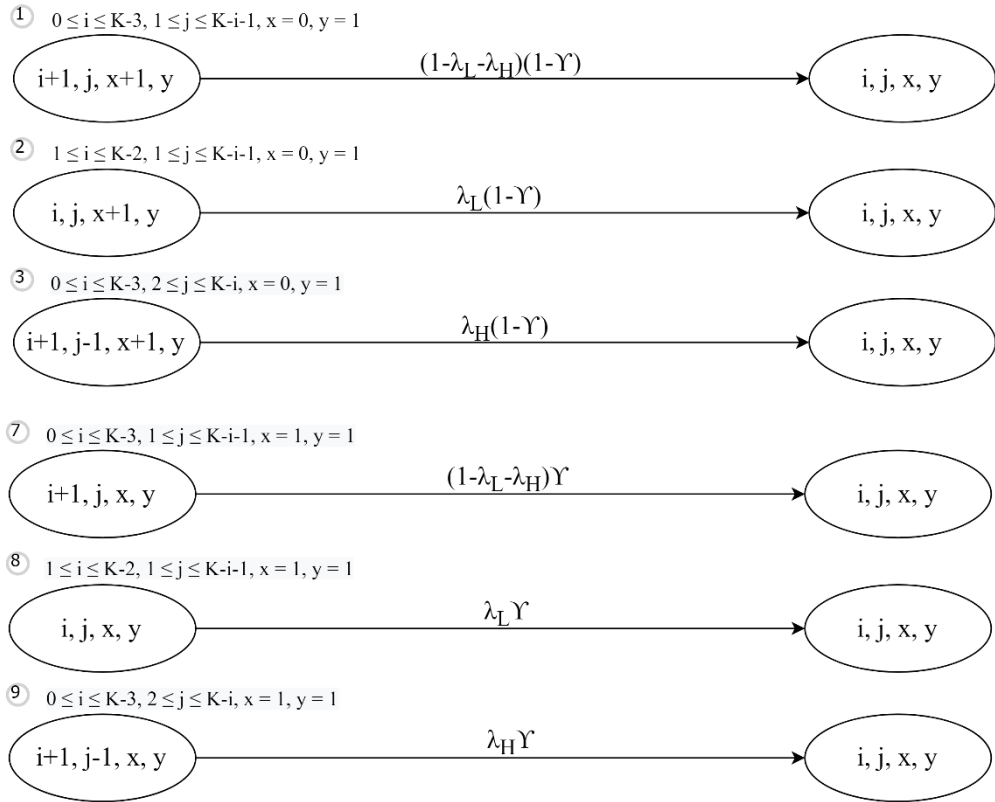 1 0 ≤ i ≤ K-3, 1 ≤ j ≤ K-i-1, x = 0, y = 1
i+1, j, x+1, y (1-λL-λH)(1-ϒ) i, j, x, y
2 1 ≤ i ≤ K-2, 1 ≤ j ≤ K-i-1, x = 0, y = 1
i, j, x+1, y λL(1-ϒ) i, j, x, y
3 0 ≤ i ≤ K-3, 2 ≤ j ≤ K-i, x = 0, y = 1
i+1, j-1, x+1, y λH(1-ϒ) i, j, x, y
7 0 ≤ i ≤ K-3, 1 ≤ j ≤ K-i-1, x = 1, y = 1
i+1, j, x, y (1-λL-λH)ϒ i, j, x, y
8 1 ≤ i ≤ K-2, 1 ≤ j ≤ K-i-1, x = 1, y = 1
i, j, x, y λLϒ i, j, x, y
9 0 ≤ i ≤ K-3, 2 ≤ j ≤ K-i, x = 1, y = 1
i+1, j-1, x, y λHϒ i, j, x, y